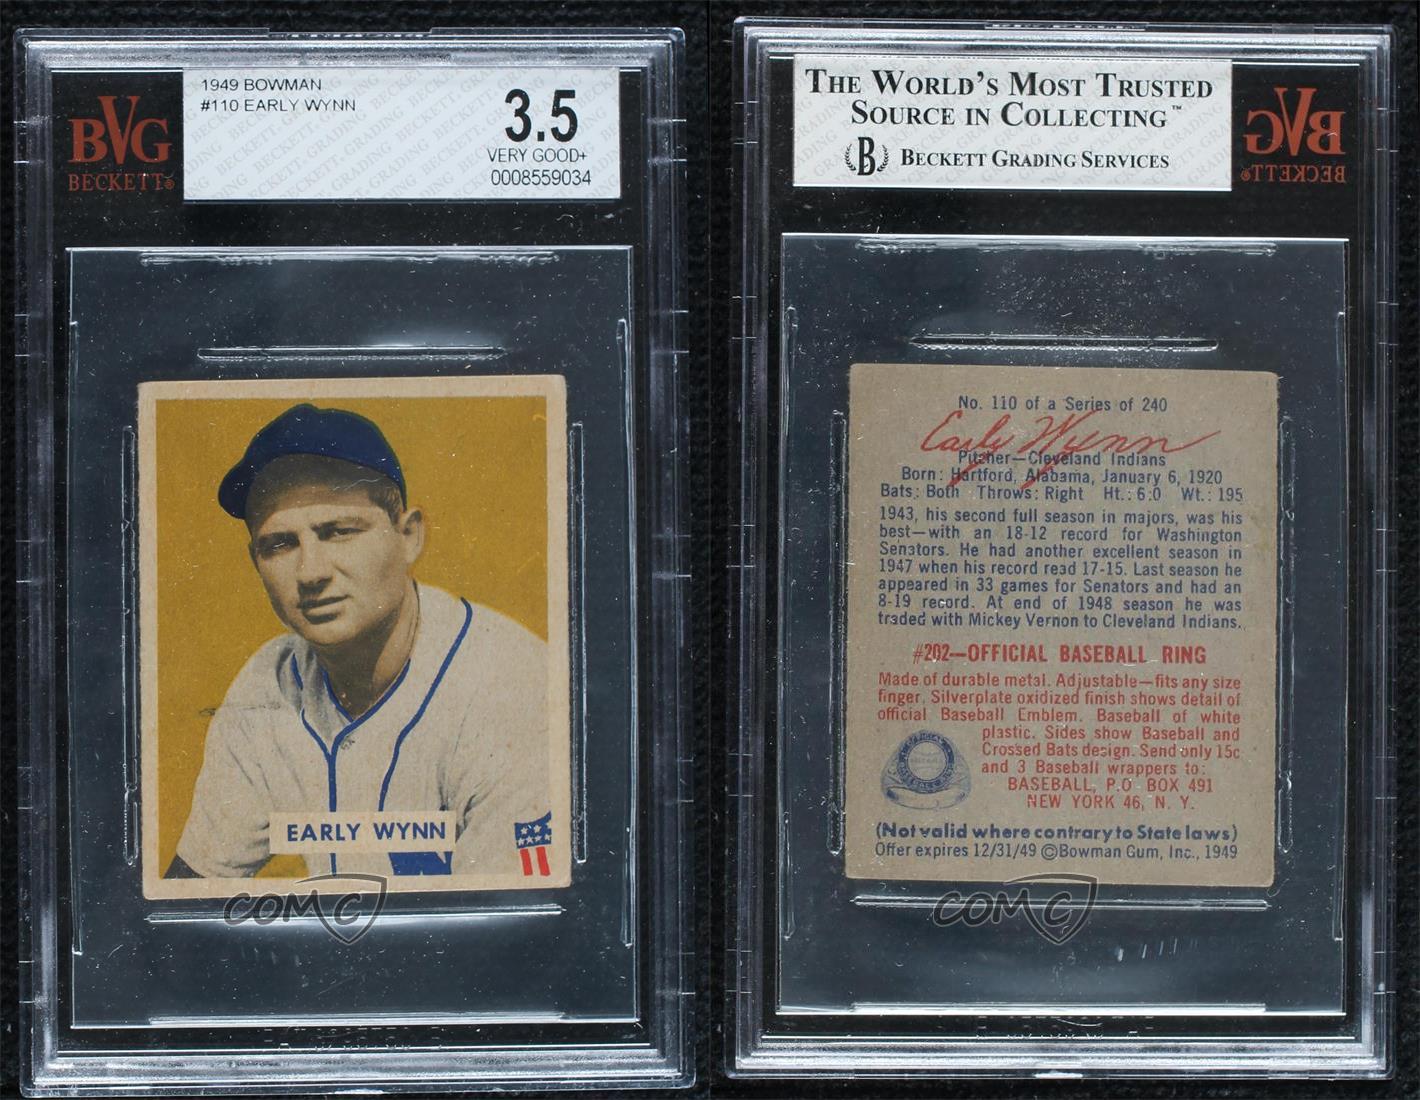 1949 BOWMAN
#110 EARLY WYNN
3.5
VERY GOOD+
0008559034
BVG
BECKETT
EARLY WYNN
COMC
THE WORLD'S MOST TRUSTED
SOURCE IN COLLECTING™
B BECKETT GRADING SERVICES
BVG
BECKETT
No. 110 of a Series of 240
Early Wynn
Pitcher—Cleveland Indians
Born: Hartford, Alabama, January 6, 1920
Bats: Both Throws: Right Ht.: 6:0 Wt.: 195
1943, his second full season in majors, was his
best—with an 18-12 record for Washington
Senators. He had another excellent season in
1947 when his record read 17-15. Last season he
appeared in 33 games for Senators and had an
8-19 record. At end of 1948 season he was
traded with Mickey Vernon to Cleveland Indians.
#202—OFFICIAL BASEBALL RING
Made of durable metal. Adjustable—fits any size
finger. Silverplate oxidized finish shows detail of
official Baseball Emblem. Baseball of white
plastic. Sides show Baseball and
Crossed Bats design. Send only 15c
and 3 Baseball wrappers to:
BASEBALL, P.O. BOX 491
NEW YORK 46, N. Y.
(Not valid where contrary to State laws)
Offer expires 12/31/49 ©Bowman Gum, Inc., 1949
COMC